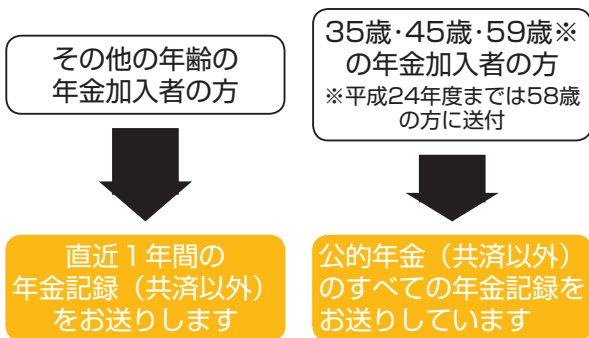 その他の年齢の
年金加入者の方
35歳・45歳・59歳※
の年金加入者の方
※平成24年度までは58歳
の方に送付
直近1年間の
年金記録（共済以外）
をお送りします
公的年金（共済以外）
のすべての年金記録を
お送りしています